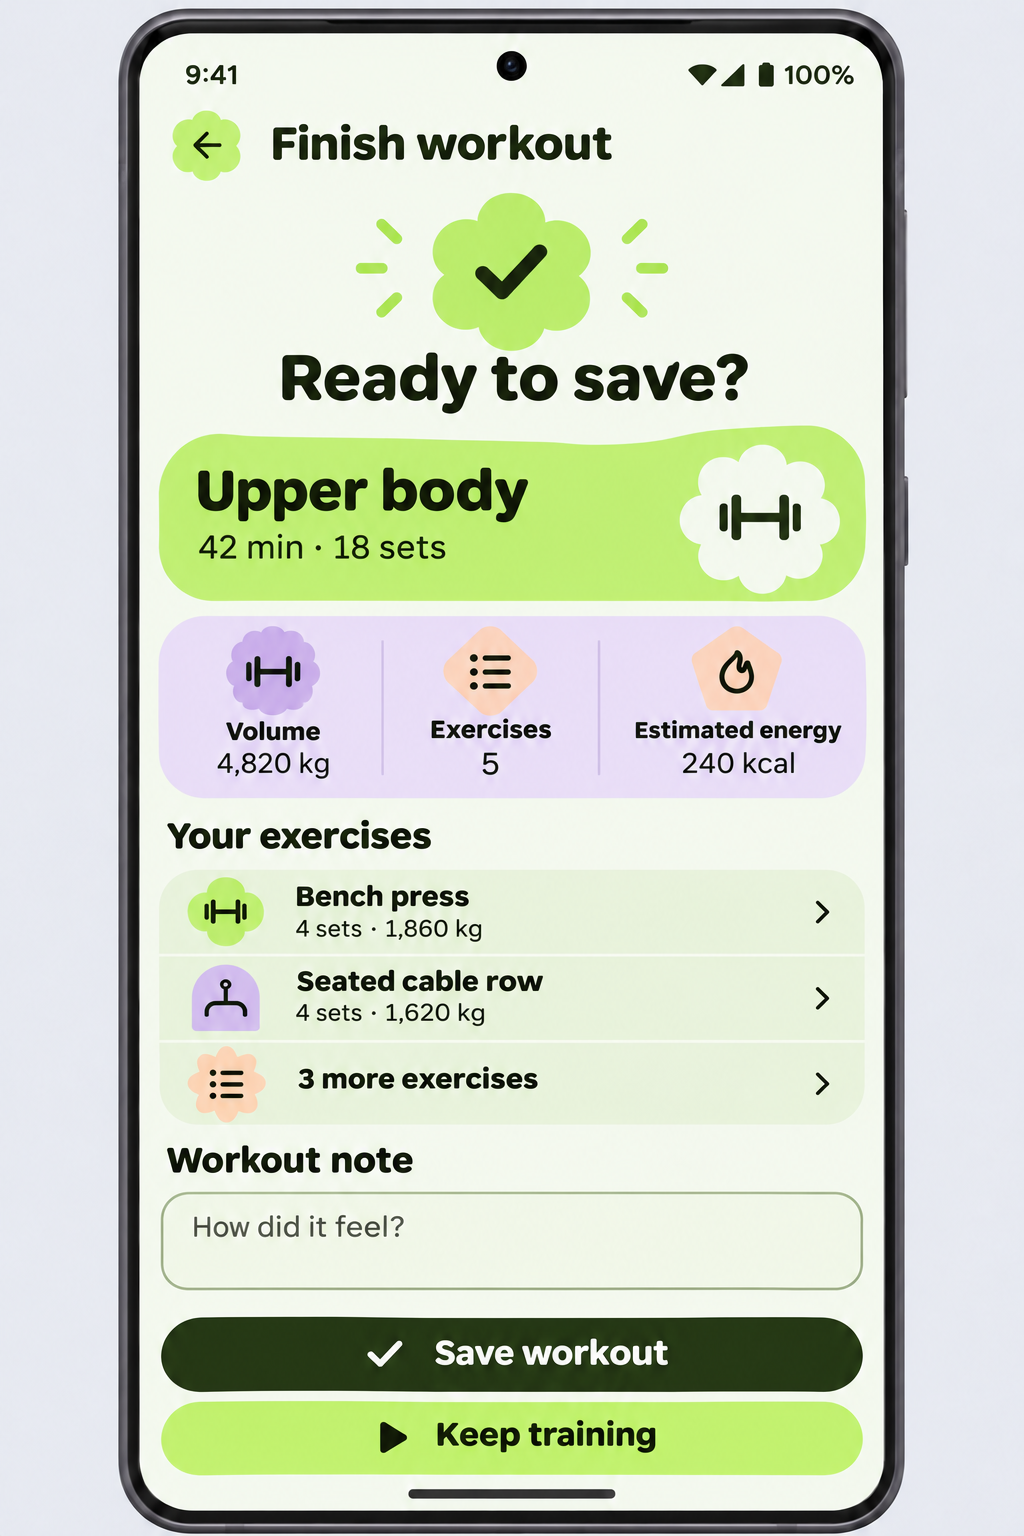 9:41
100%
Finish workout
Ready to save?
Upper body
42 min · 18 sets
Volume
4,820 kg
Exercises
5
Estimated energy
240 kcal
Your exercises
Bench press
4 sets · 1,860 kg
Seated cable row
4 sets · 1,620 kg
3 more exercises
Workout note
How did it feel?
Save workout
Keep training